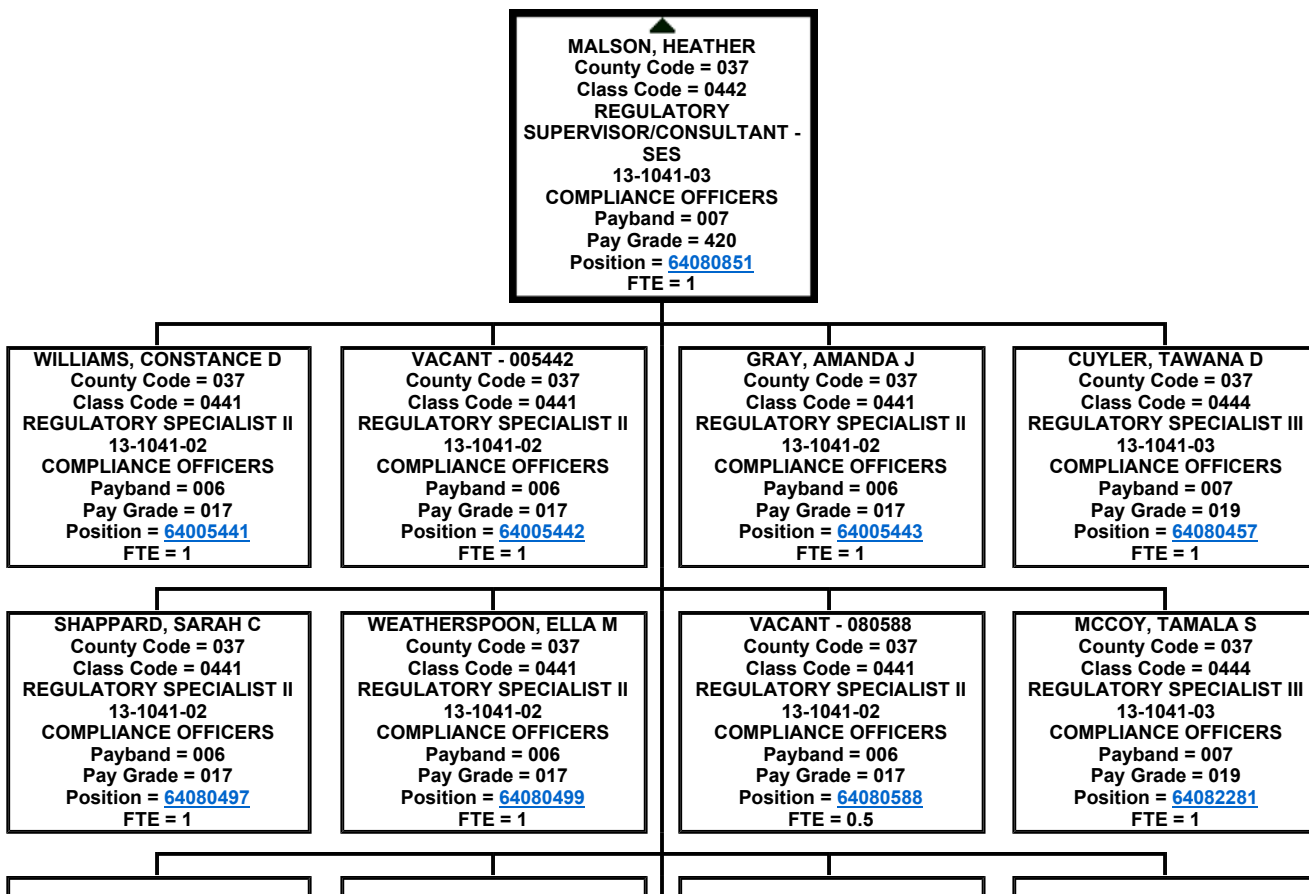 MALSON, HEATHER
County Code = 037
Class Code = 0442
REGULATORY
SUPERVISOR/CONSULTANT -
SES
13-1041-03
COMPLIANCE OFFICERS
Payband = 007
Pay Grade = 420
Position = 64080851
FTE = 1
WILLIAMS, CONSTANCE D
County Code = 037
Class Code = 0441
REGULATORY SPECIALIST II
13-1041-02
COMPLIANCE OFFICERS
Payband = 006
Pay Grade = 017
Position = 64005441
FTE = 1
VACANT - 005442
County Code = 037
Class Code = 0441
REGULATORY SPECIALIST II
13-1041-02
COMPLIANCE OFFICERS
Payband = 006
Pay Grade = 017
Position = 64005442
FTE = 1
GRAY, AMANDA J
County Code = 037
Class Code = 0441
REGULATORY SPECIALIST II
13-1041-02
COMPLIANCE OFFICERS
Payband = 006
Pay Grade = 017
Position = 64005443
FTE = 1
CUYLER, TAWANA D
County Code = 037
Class Code = 0444
REGULATORY SPECIALIST III
13-1041-03
COMPLIANCE OFFICERS
Payband = 007
Pay Grade = 019
Position = 64080457
FTE = 1
SHAPPARD, SARAH C
County Code = 037
Class Code = 0441
REGULATORY SPECIALIST II
13-1041-02
COMPLIANCE OFFICERS
Payband = 006
Pay Grade = 017
Position = 64080497
FTE = 1
WEATHERSPOON, ELLA M
County Code = 037
Class Code = 0441
REGULATORY SPECIALIST II
13-1041-02
COMPLIANCE OFFICERS
Payband = 006
Pay Grade = 017
Position = 64080499
FTE = 1
VACANT - 080588
County Code = 037
Class Code = 0441
REGULATORY SPECIALIST II
13-1041-02
COMPLIANCE OFFICERS
Payband = 006
Pay Grade = 017
Position = 64080588
FTE = 0.5
MCCOY, TAMALA S
County Code = 037
Class Code = 0444
REGULATORY SPECIALIST III
13-1041-03
COMPLIANCE OFFICERS
Payband = 007
Pay Grade = 019
Position = 64082281
FTE = 1